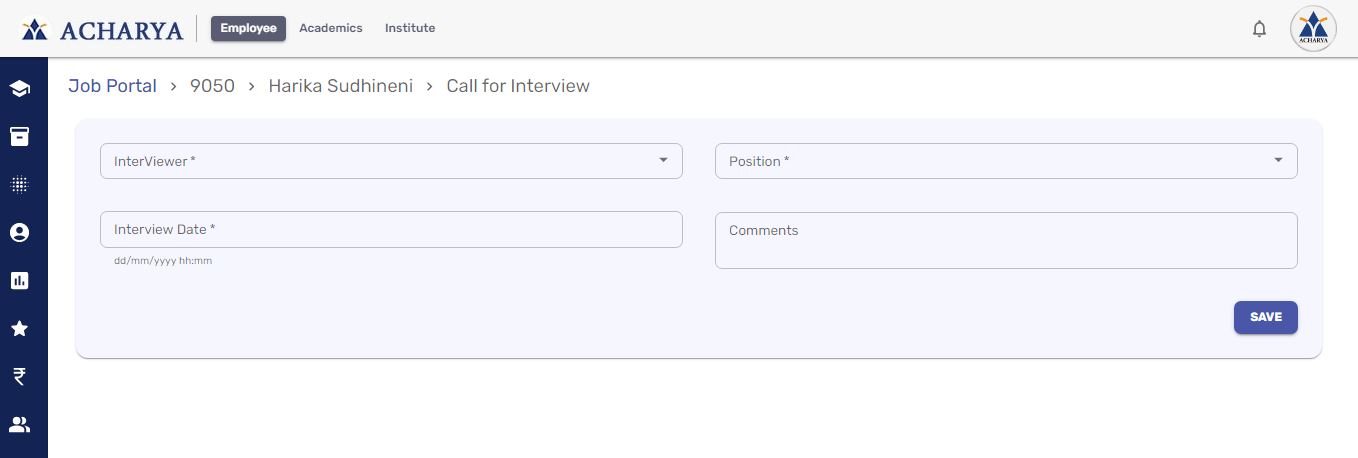 ACHARYA Employee Academics Institute
ACHARYA
Job Portal > 9050 > Harika Sudhineni > Call for Interview
InterViewer * Position *
Interview Date * Comments
dd/mm/yyyy hh:mm
SAVE